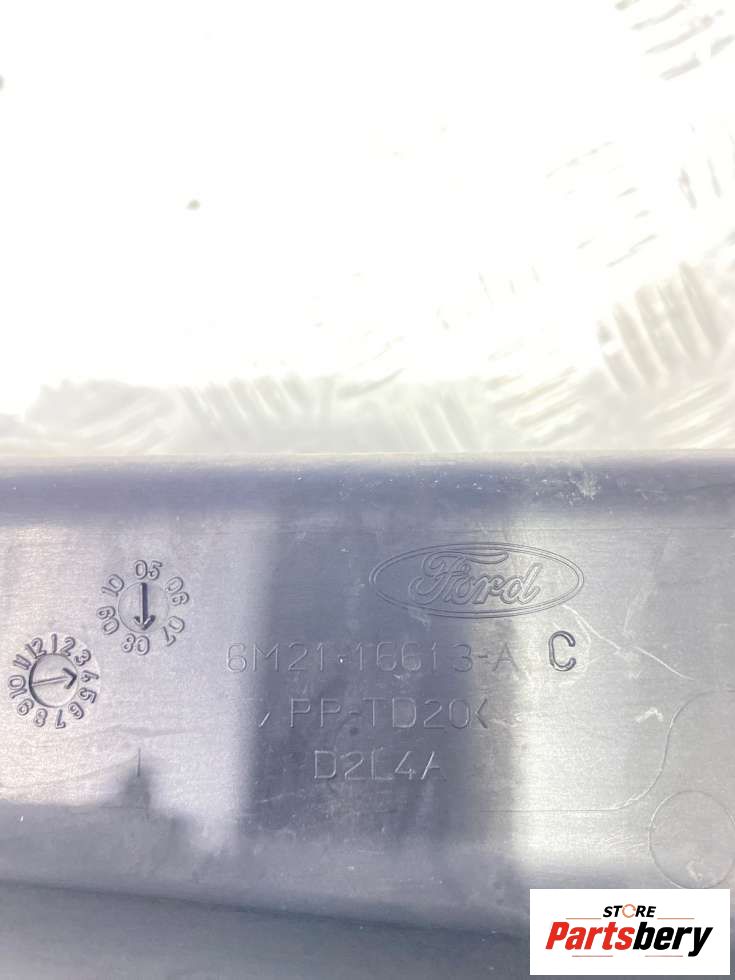 Ford
10 05 06 07 08 09
6M21-16613-A C
11 12 1 2 3 4 5 6 7 8 9 10
>PP-TD20<
D2L4A
STORE
Partsbery